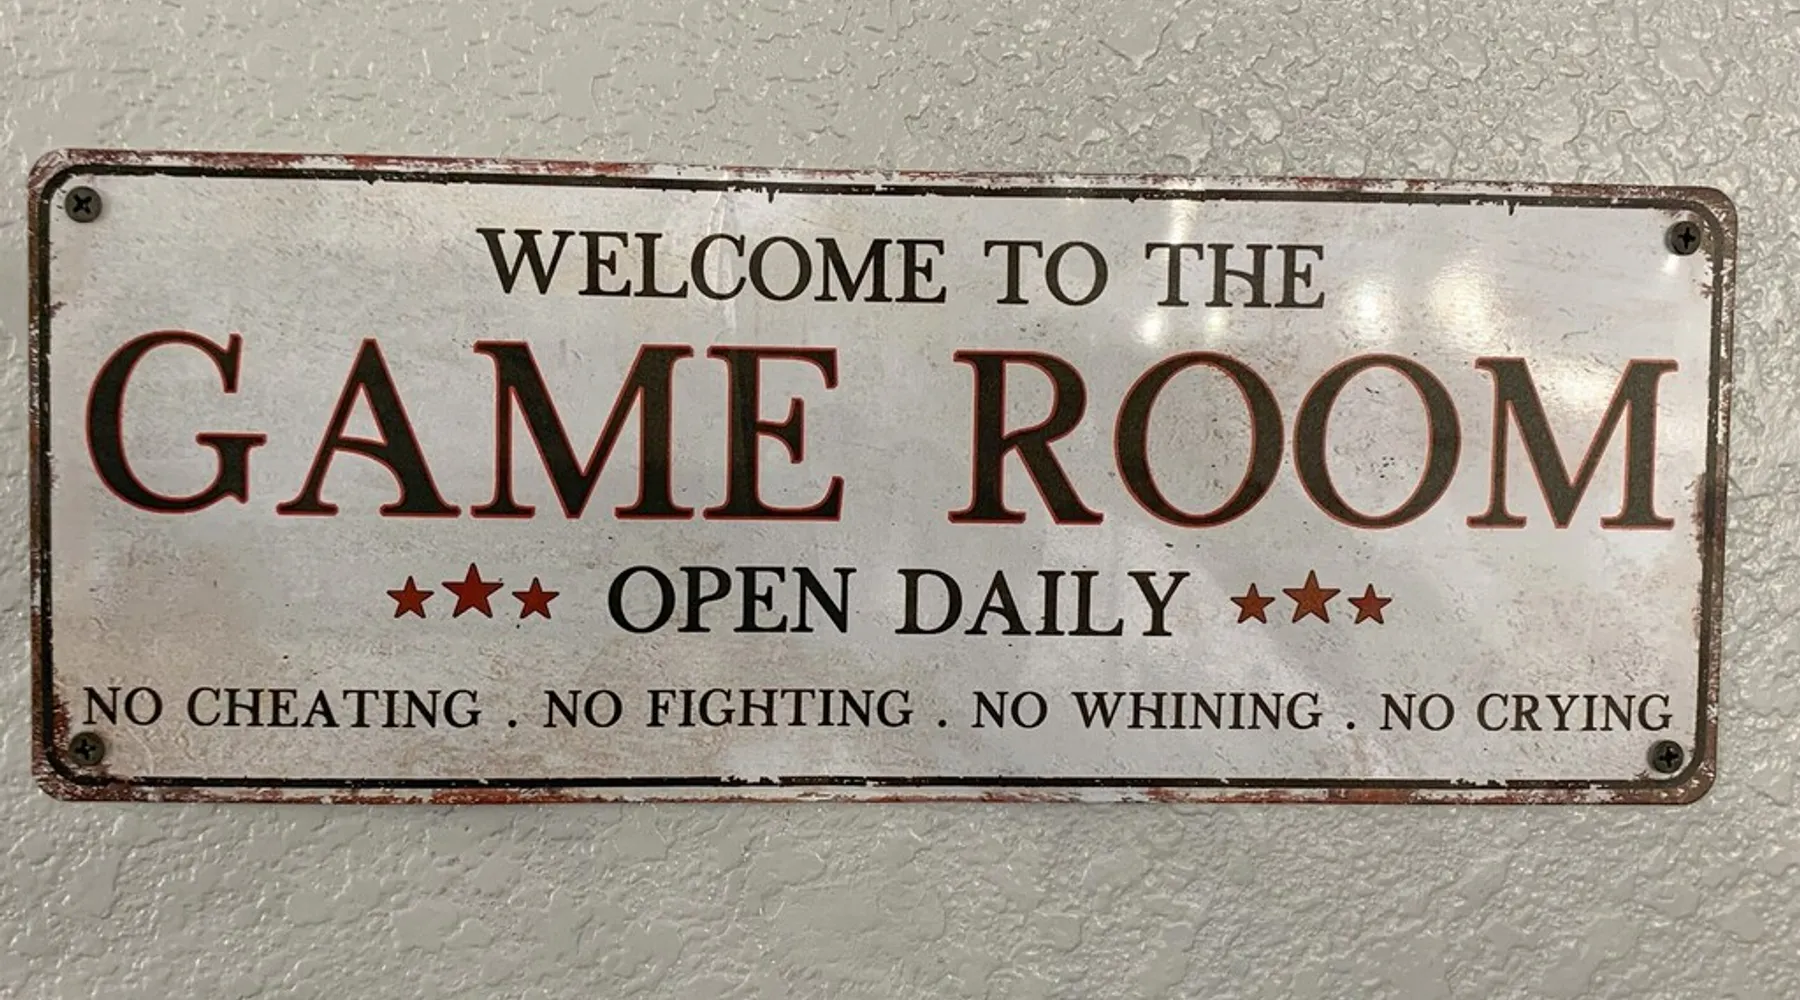 WELCOME TO THE
GAME ROOM
OPEN DAILY
NO CHEATING . NO FIGHTING . NO WHINING . NO CRYING